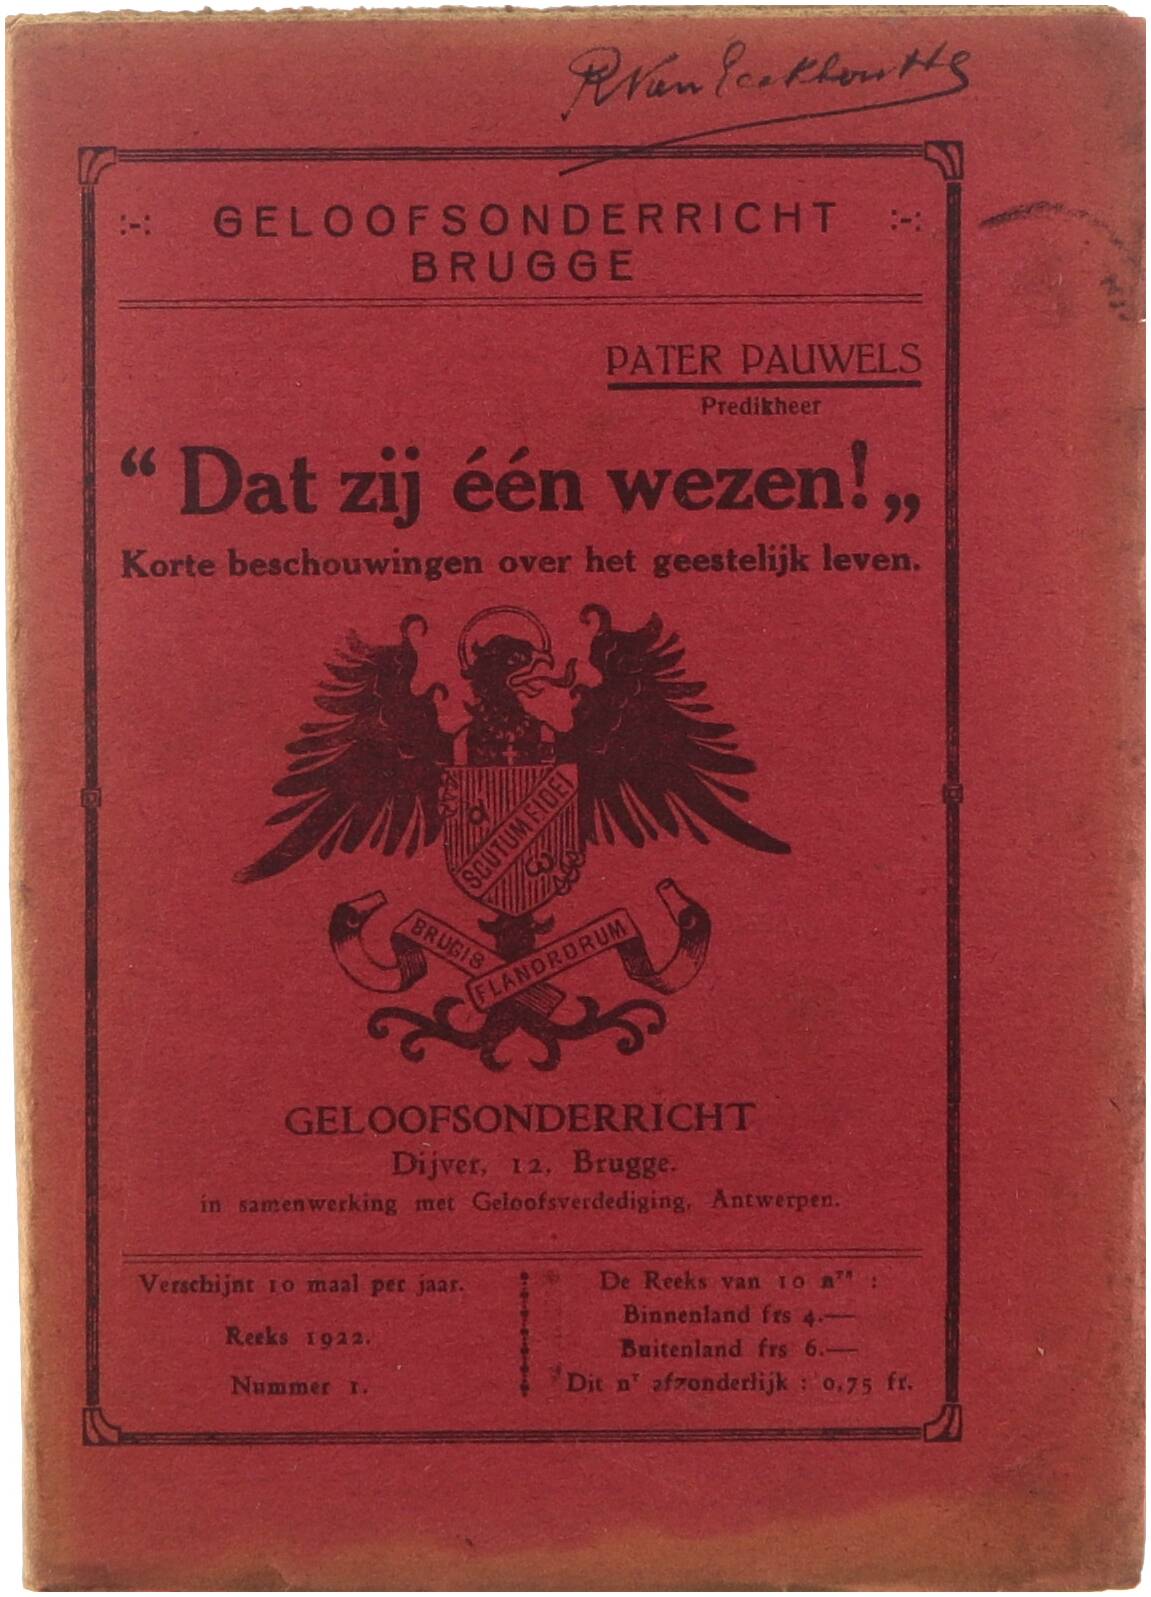 R Van Eeckhoutte
:-: GELOOFSONDERRICHT :-:
BRUGGE
PATER PAUWELS
Predikheer
“ Dat zij één wezen! „
Korte beschouwingen over het geestelijk leven.
α
SCUTUM FIDEI
ω
BRUGIS
FLANDRORUM
GELOOFSONDERRICHT
Dijver, 12, Brugge.
in samenwerking met Geloofsverdediging, Antwerpen.
Verschijnt 10 maal per jaar.
Reeks 1922.
Nummer 1.
De Reeks van 10 nrs :
Binnenland frs 4.—
Buitenland frs 6.—
Dit nr afzonderlijk : 0,75 fr.